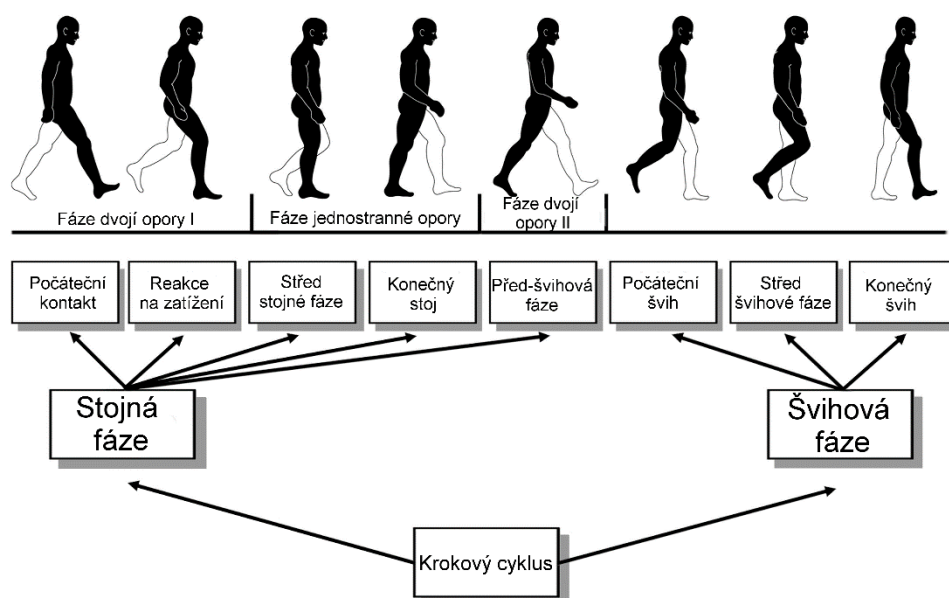 Fáze dvojí opory I
Fáze jednostranné opory
Fáze dvojí
opory II
Počáteční
kontakt
Reakce
na zatížení
Střed
stojné fáze
Konečný
stoj
Před-švihová
fáze
Počáteční
švih
Střed
švihové fáze
Konečný
švih
Stojná
fáze
Švihová
fáze
Krokový cyklus